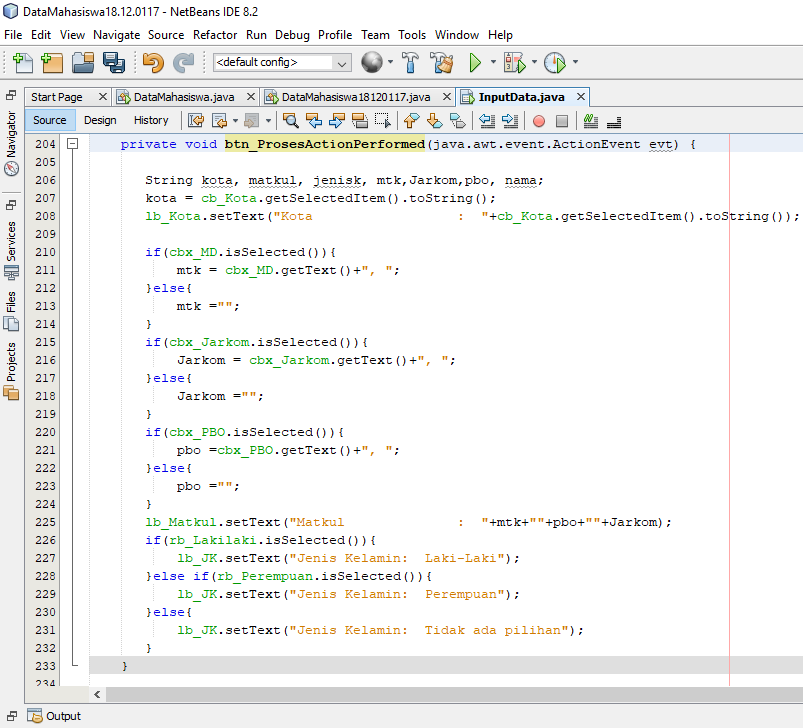 DataMahasiswa18.12.0117 - NetBeans IDE 8.2
File Edit View Navigate Source Refactor Run Debug Profile Team Tools Window Help
<default config>
Start Page DataMahasiswa.java DataMahasiswa18120117.java InputData.java
Source Design History
Navigator
Services
Files
Projects
204 private void btn_ProsesActionPerformed(java.awt.event.ActionEvent evt) {
205
206 String kota, matkul, jenisk, mtk,Jarkom,pbo, nama;
207 kota = cb_Kota.getSelectedItem().toString();
208 lb_Kota.setText("Kota                  :  "+cb_Kota.getSelectedItem().toString());
209
210 if(cbx_MD.isSelected()){
211 mtk = cbx_MD.getText()+", ";
212 }else{
213 mtk ="";
214 }
215 if(cbx_Jarkom.isSelected()){
216 Jarkom = cbx_Jarkom.getText()+", ";
217 }else{
218 Jarkom ="";
219 }
220 if(cbx_PBO.isSelected()){
221 pbo =cbx_PBO.getText()+", ";
222 }else{
223 pbo ="";
224 }
225 lb_Matkul.setText("Matkul              :  "+mtk+""+pbo+""+Jarkom);
226 if(rb_Lakilaki.isSelected()){
227 lb_JK.setText("Jenis Kelamin:  Laki-Laki");
228 }else if(rb_Perempuan.isSelected()){
229 lb_JK.setText("Jenis Kelamin:  Perempuan");
230 }else{
231 lb_JK.setText("Jenis Kelamin:  Tidak ada pilihan");
232 }
233 }
234
Output